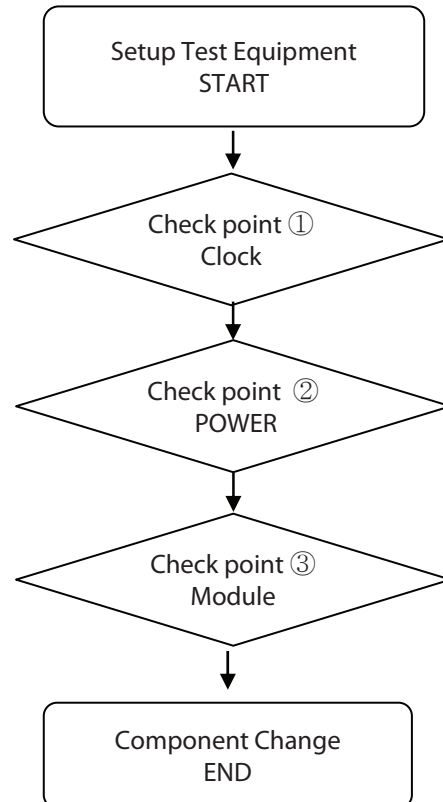 Setup Test Equipment
START
Check point ①
Clock
Check point ②
POWER
Check point ③
Module
Component Change
END